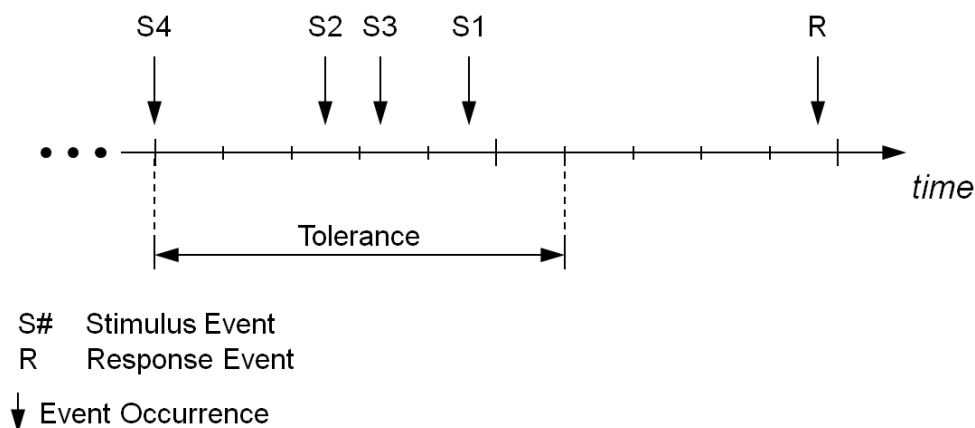 S4 S2 S3 S1 R
time
Tolerance
S# Stimulus Event
R Response Event
Event Occurrence